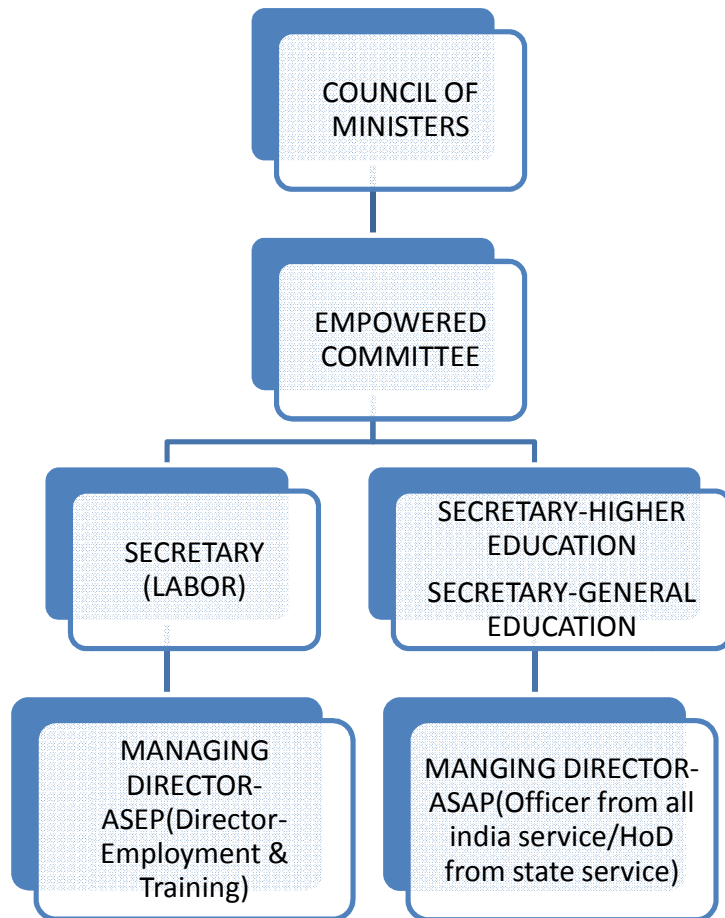 COUNCIL OF
MINISTERS
EMPOWERED
COMMITTEE
SECRETARY
(LABOR)
SECRETARY-HIGHER
EDUCATION
SECRETARY-GENERAL
EDUCATION
MANAGING
DIRECTOR-
ASEP(Director-
Employment &
Training)
MANGING DIRECTOR-
ASAP(Officer from all
india service/HoD
from state service)